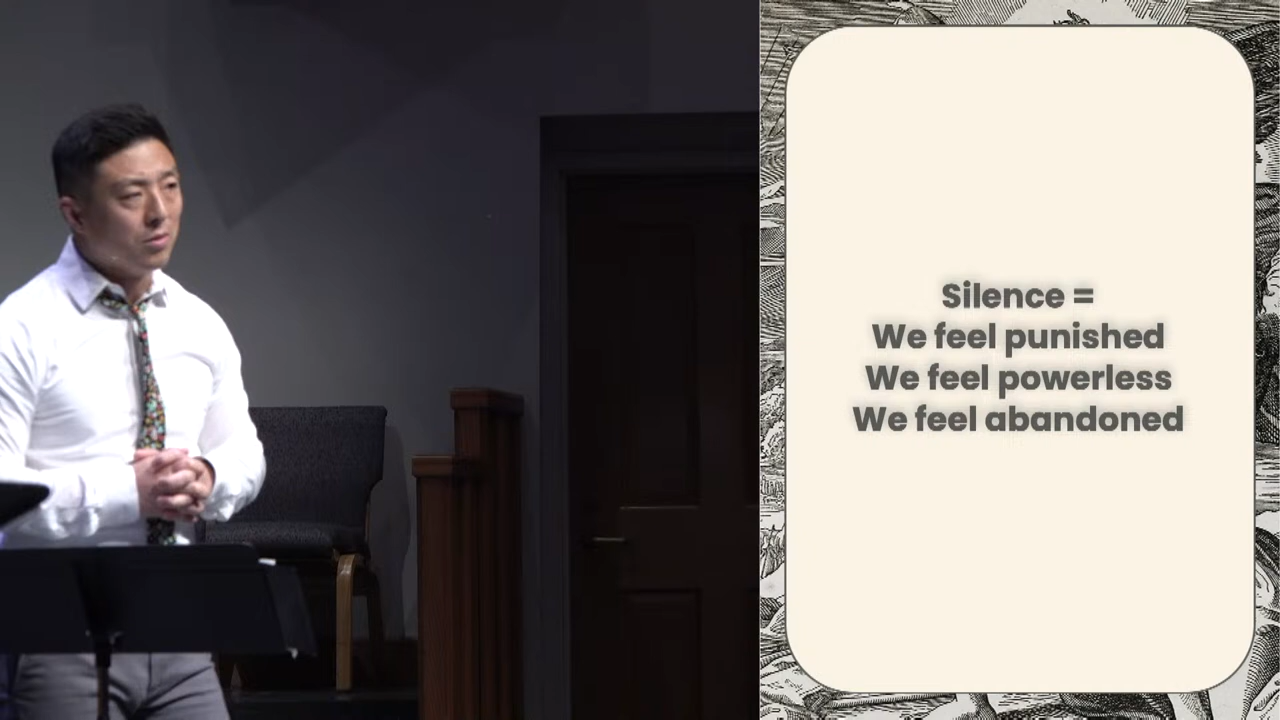 Silence =
We feel punished
We feel powerless
We feel abandoned